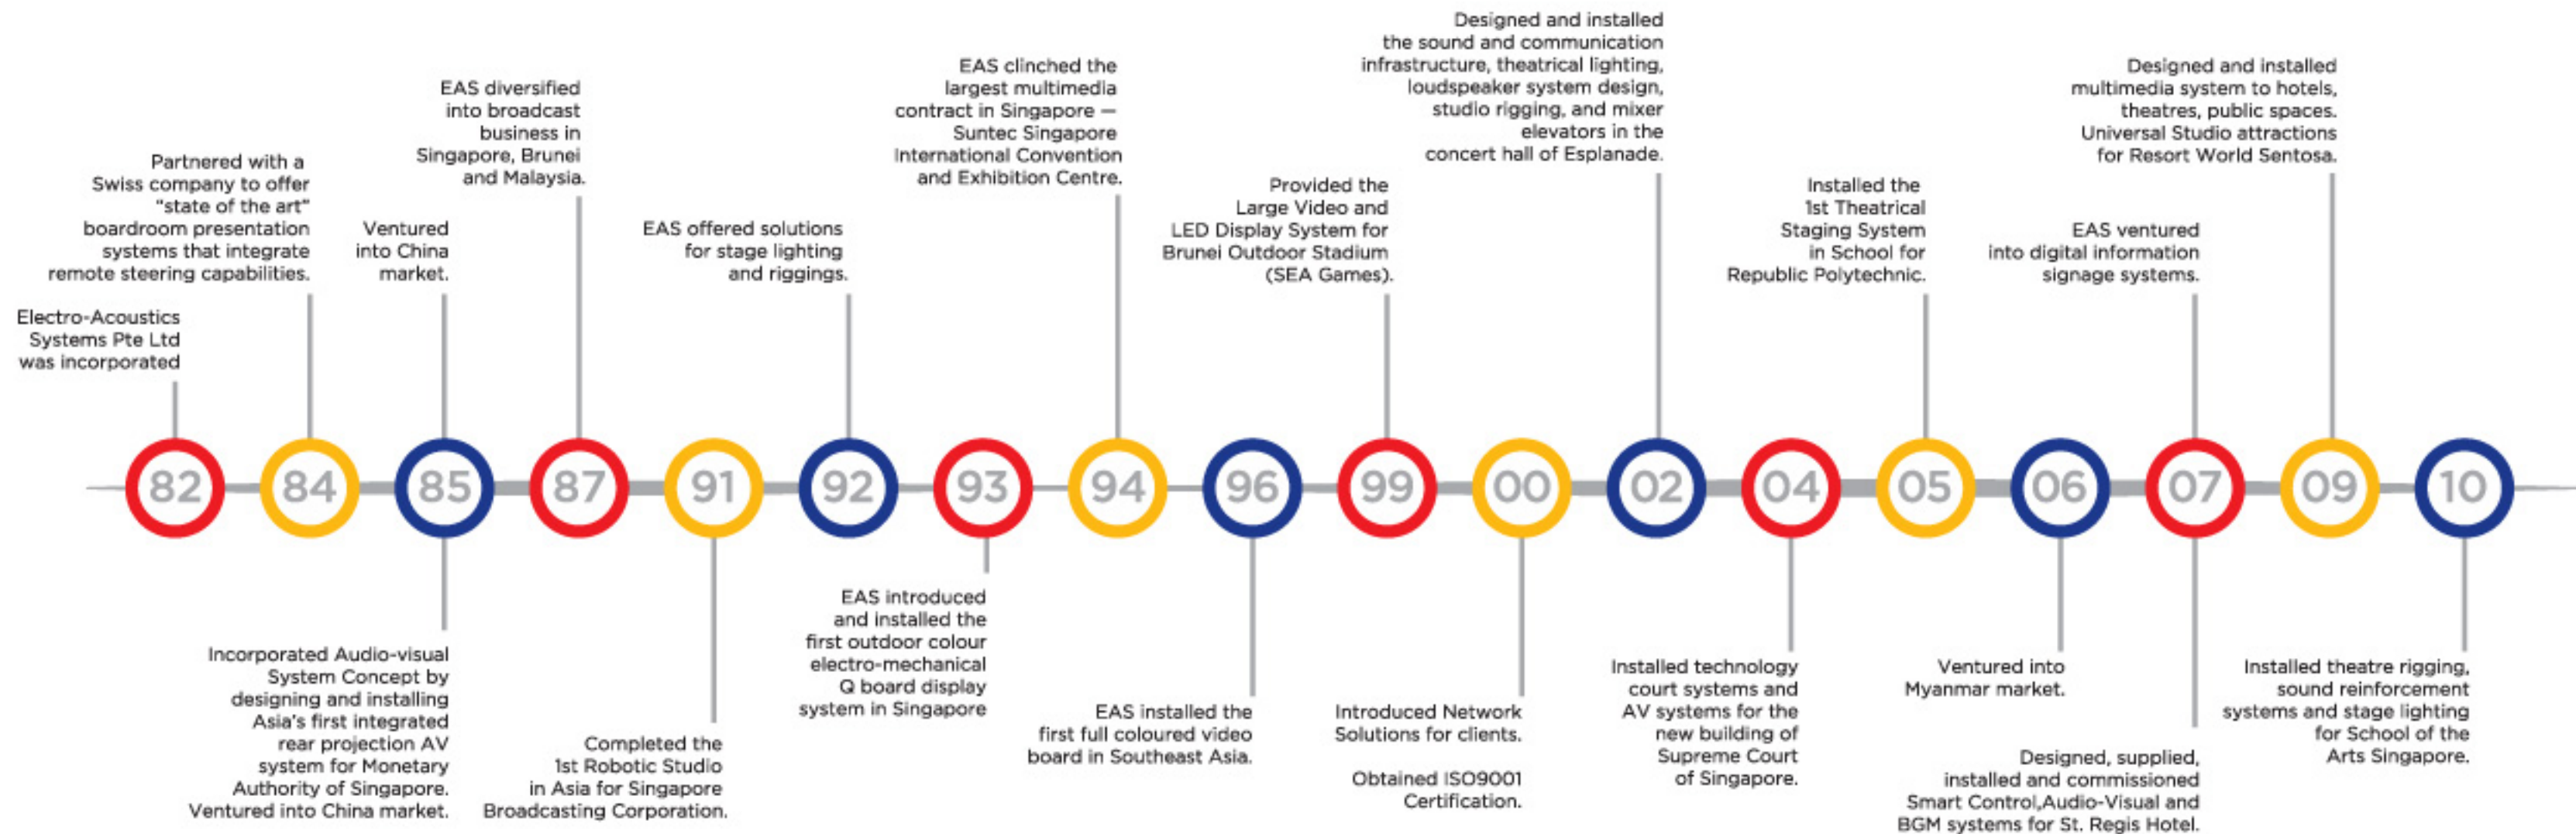 Electro-Acoustics
Systems Pte Ltd
was incorporated
Partnered with a
Swiss company to offer
“state of the art”
boardroom presentation
systems that integrate
remote steering capabilities.
Ventured
into China
market.
EAS diversified
into broadcast
business in
Singapore, Brunei
and Malaysia.
EAS offered solutions
for stage lighting
and riggings.
EAS clinched the
largest multimedia
contract in Singapore —
Suntec Singapore
International Convention
and Exhibition Centre.
Provided the
Large Video and
LED Display System for
Brunei Outdoor Stadium
(SEA Games).
Designed and installed
the sound and communication
infrastructure, theatrical lighting,
loudspeaker system design,
studio rigging, and mixer
elevators in the
concert hall of Esplanade.
Installed the
1st Theatrical
Staging System
in School for
Republic Polytechnic.
EAS ventured
into digital information
signage systems.
Designed and installed
multimedia system to hotels,
theatres, public spaces.
Universal Studio attractions
for Resort World Sentosa.
82 84 85 87 91 92 93 94 96 99 00 02 04 05 06 07 09 10
Incorporated Audio-visual
System Concept by
designing and installing
Asia's first integrated
rear projection AV
system for Monetary
Authority of Singapore.
Ventured into China market.
Completed the
1st Robotic Studio
in Asia for Singapore
Broadcasting Corporation.
EAS introduced
and installed the
first outdoor colour
electro-mechanical
Q board display
system in Singapore
EAS installed the
first full coloured video
board in Southeast Asia.
Introduced Network
Solutions for clients.
Obtained ISO9001
Certification.
Installed technology
court systems and
AV systems for the
new building of
Supreme Court
of Singapore.
Ventured into
Myanmar market.
Designed, supplied,
installed and commissioned
Smart Control,Audio-Visual and
BGM systems for St. Regis Hotel.
Installed theatre rigging,
sound reinforcement
systems and stage lighting
for School of the
Arts Singapore.